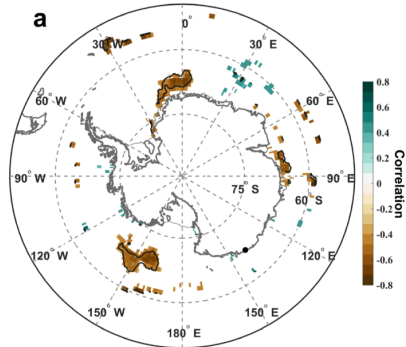 a
0°
30° W
30° E
60° W
60° E
90° W
75° S
90° E
60° S
120° W
120° E
150° W
150° E
180° E
0.8
0.6
0.4
0.2
0
-0.2
-0.4
-0.6
-0.8
Correlation